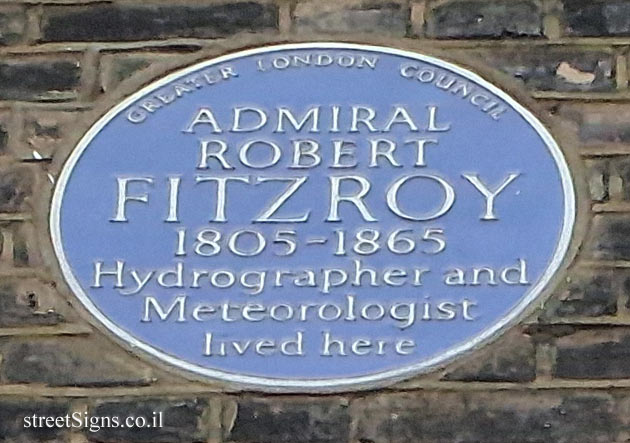 GREATER LONDON COUNCIL
ADMIRAL
ROBERT
FITZROY
1805-1865
Hydrographer and
Meteorologist
lived here
streetSigns.co.il